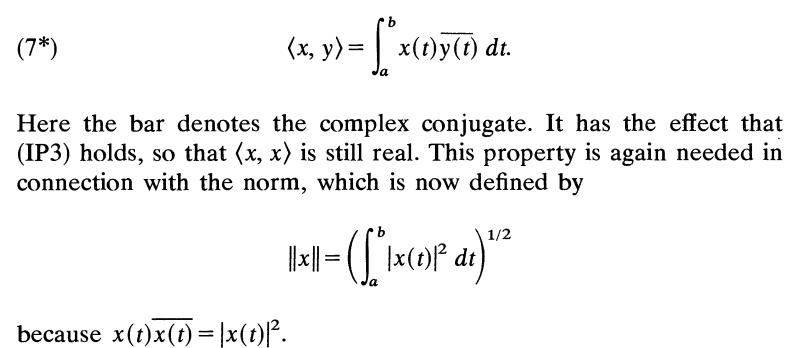 (7*) ⟨x, y⟩ = ∫_a^b x(t)\overline{y(t)} dt.
Here the bar denotes the complex conjugate. It has the effect that
(IP3) holds, so that ⟨x, x⟩ is still real. This property is again needed in
connection with the norm, which is now defined by
‖x‖ = (∫_a^b |x(t)|² dt)^{1/2}
because x(t)\overline{x(t)} = |x(t)|².